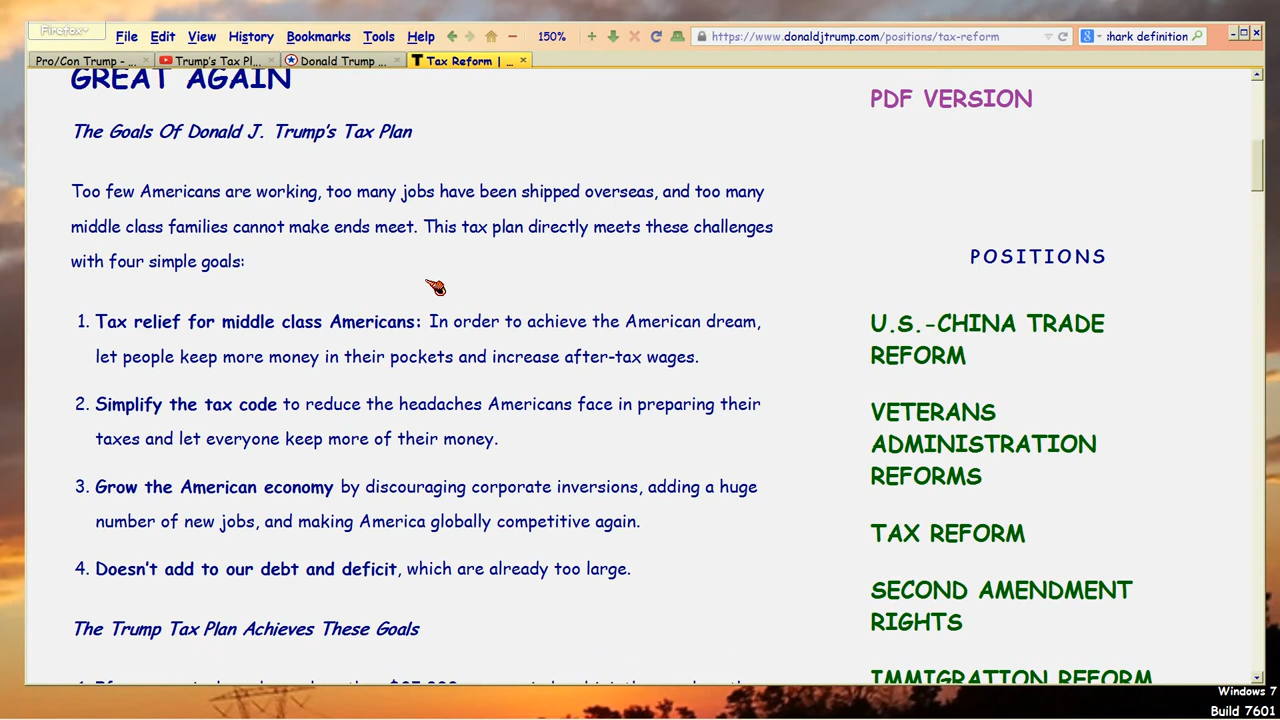 Firefox
File Edit View History Bookmarks Tools Help 150% https://www.donaldjtrump.com/positions/tax-reform hark definition
Pro/Con Trump - ... Trump's Tax Pl... Donald Trump ... Tax Reform | ...
GREAT AGAIN
The Goals Of Donald J. Trump's Tax Plan
Too few Americans are working, too many jobs have been shipped overseas, and too many
middle class families cannot make ends meet. This tax plan directly meets these challenges
with four simple goals:
1. Tax relief for middle class Americans: In order to achieve the American dream,
let people keep more money in their pockets and increase after-tax wages.
2. Simplify the tax code to reduce the headaches Americans face in preparing their
taxes and let everyone keep more of their money.
3. Grow the American economy by discouraging corporate inversions, adding a huge
number of new jobs, and making America globally competitive again.
4. Doesn't add to our debt and deficit, which are already too large.
The Trump Tax Plan Achieves These Goals
PDF VERSION
POSITIONS
U.S.-CHINA TRADE
REFORM
VETERANS
ADMINISTRATION
REFORMS
TAX REFORM
SECOND AMENDMENT
RIGHTS
IMMIGRATION REFORM
Windows 7
Build 7601